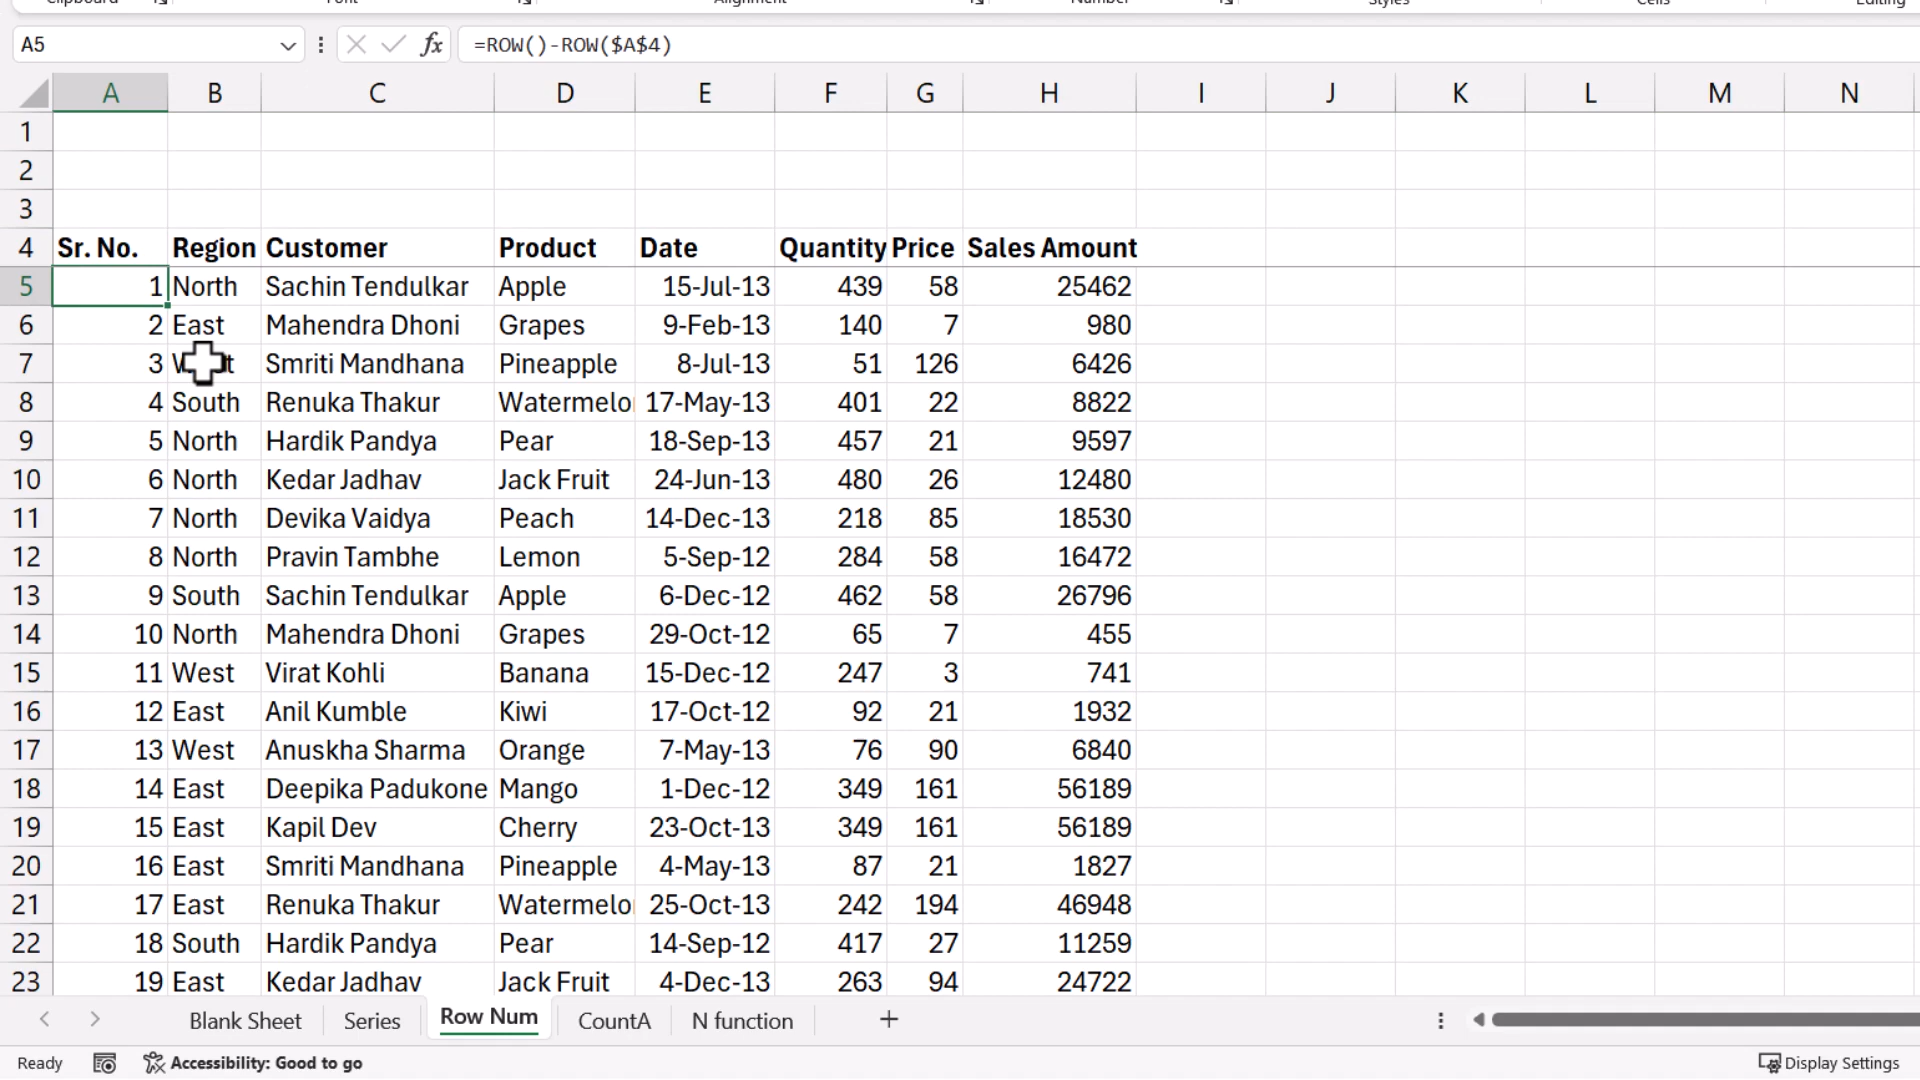 Clipboard Font Alignment Number Styles Cells Editing
A5 fx =ROW()-ROW($A$4)
A B C D E F G H I J K L M N
1
2
3
4 Sr. No. Region Customer Product Date Quantity Price Sales Amount
5 1 North Sachin Tendulkar Apple 15-Jul-13 439 58 25462
6 2 East Mahendra Dhoni Grapes 9-Feb-13 140 7 980
7 3 Smriti Mandhana Pineapple 8-Jul-13 51 126 6426
8 4 South Renuka Thakur Watermelo 17-May-13 401 22 8822
9 5 North Hardik Pandya Pear 18-Sep-13 457 21 9597
10 6 North Kedar Jadhav Jack Fruit 24-Jun-13 480 26 12480
11 7 North Devika Vaidya Peach 14-Dec-13 218 85 18530
12 8 North Pravin Tambhe Lemon 5-Sep-12 284 58 16472
13 9 South Sachin Tendulkar Apple 6-Dec-12 462 58 26796
14 10 North Mahendra Dhoni Grapes 29-Oct-12 65 7 455
15 11 West Virat Kohli Banana 15-Dec-12 247 3 741
16 12 East Anil Kumble Kiwi 17-Oct-12 92 21 1932
17 13 West Anuskha Sharma Orange 7-May-13 76 90 6840
18 14 East Deepika Padukone Mango 1-Dec-12 349 161 56189
19 15 East Kapil Dev Cherry 23-Oct-13 349 161 56189
20 16 East Smriti Mandhana Pineapple 4-May-13 87 21 1827
21 17 East Renuka Thakur Watermelo 25-Oct-13 242 194 46948
22 18 South Hardik Pandya Pear 14-Sep-12 417 27 11259
23 19 East Kedar Jadhav Jack Fruit 4-Dec-13 263 94 24722
Blank Sheet Series Row Num CountA N function
Ready Accessibility: Good to go Display Settings